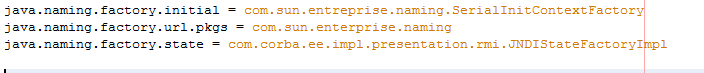 java.naming.factory.initial = com.sun.entreprise.naming.SerialInitContextFactory
java.naming.factory.url.pkgs = com.sun.enterprise.naming
java.naming.factory.state = com.corba.ee.impl.presentation.rmi.JNDIStateFactoryImpl